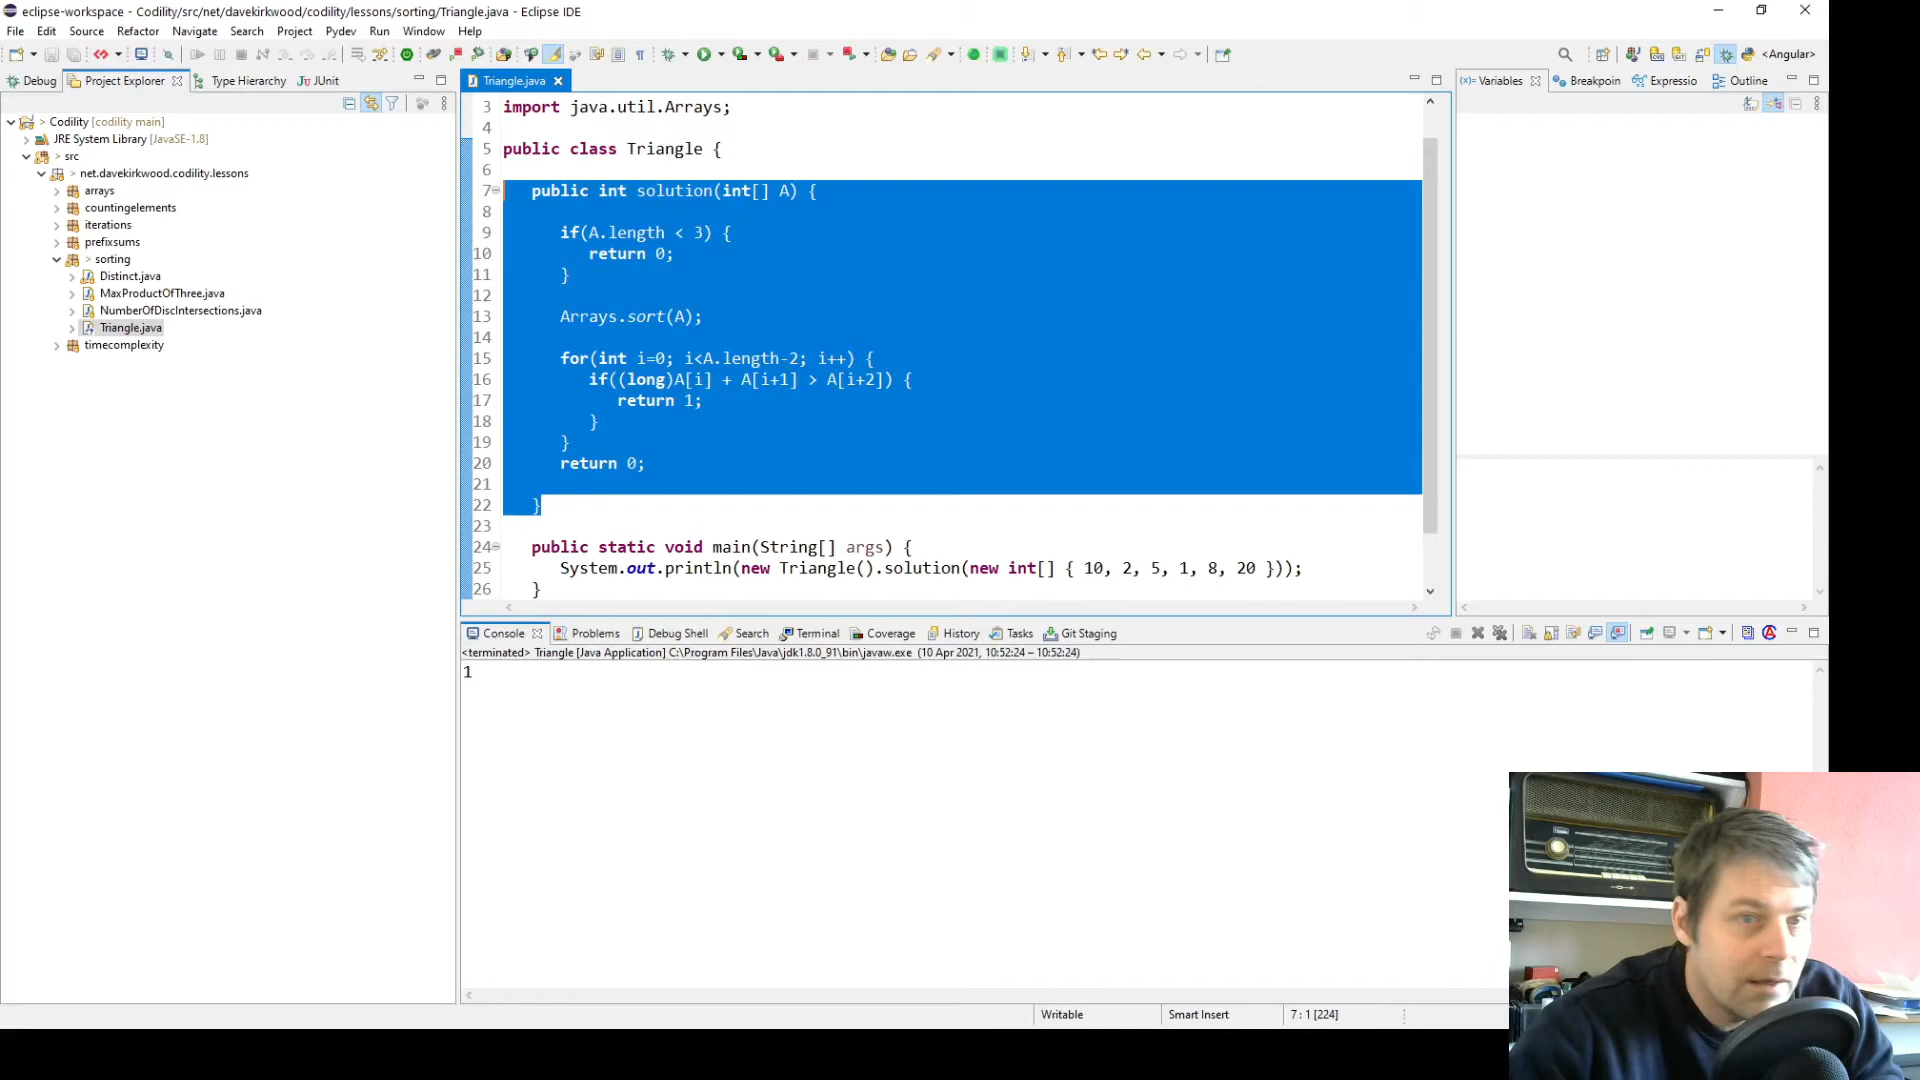 eclipse-workspace - Codility/src/net/davekirkwood/codility/lessons/sorting/Triangle.java - Eclipse IDE
File Edit Source Refactor Navigate Search Project Pydev Run Window Help
<Angular>
Debug Project Explorer Type Hierarchy JUnit
Triangle.java
Variables Breakpoin Expressio Outline
Codility [codility main]
JRE System Library [JavaSE-1.8]
src
net.davekirkwood.codility.lessons
arrays
countingelements
iterations
prefixsums
sorting
Distinct.java
MaxProductOfThree.java
NumberOfDiscIntersections.java
Triangle.java
timecomplexity
3 import java.util.Arrays;
4
5 public class Triangle {
6
7 public int solution(int[] A) {
8
9 if(A.length < 3) {
10 return 0;
11 }
12
13 Arrays.sort(A);
14
15 for(int i=0; i<A.length-2; i++) {
16 if((long)A[i] + A[i+1] > A[i+2]) {
17 return 1;
18 }
19 }
20 return 0;
21
22 }
23
24 public static void main(String[] args) {
25 System.out.println(new Triangle().solution(new int[] { 10, 2, 5, 1, 8, 20 }));
26 }
Console Problems Debug Shell Search Terminal Coverage History Tasks Git Staging
<terminated> Triangle [Java Application] C:\Program Files\Java\jdk1.8.0_91\bin\javaw.exe (10 Apr 2021, 10:52:24 – 10:52:24)
1
Writable Smart Insert 7 : 1 [224]